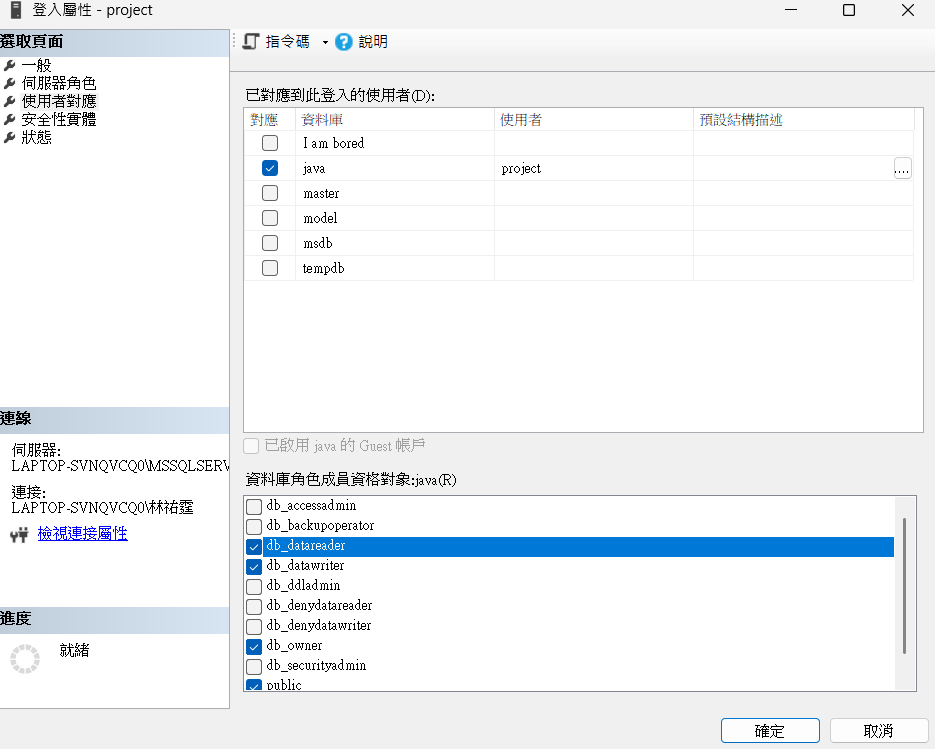 登入屬性 - project
選取頁面
一般
伺服器角色
使用者對應
安全性實體
狀態
指令碼
說明
已對應到此登入的使用者(D):
對應 資料庫 使用者 預設結構描述
I am bored
java project ....
master
model
msdb
tempdb
已啟用 java 的 Guest 帳戶
資料庫角色成員資格對象:java(R)
db_accessadmin
db_backupoperator
db_datareader
db_datawriter
db_ddladmin
db_denydatareader
db_denydatawriter
db_owner
db_securityadmin
public
連線
伺服器:
LAPTOP-SVNQVCQ0\MSSQLSERV
連接:
LAPTOP-SVNQVCQ0\林祐霆
檢視連接屬性
進度
就緒
確定 取消